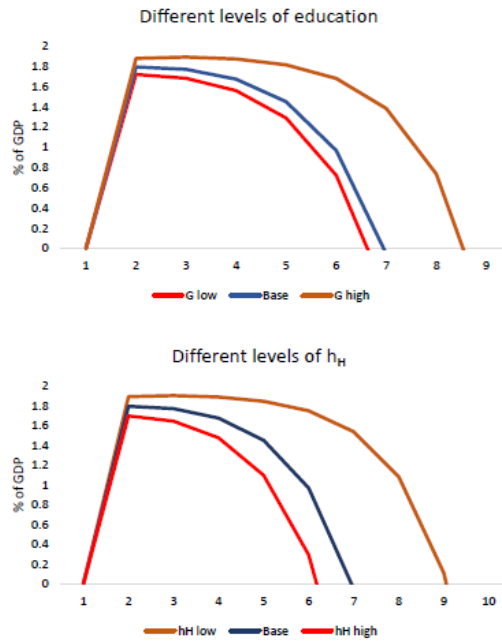 Different levels of education
% of GDP
2
1.8
1.6
1.4
1.2
1
0.8
0.6
0.4
0.2
0
1 2 3 4 5 6 7 8 9
G low Base G high
Different levels of hH
% of GDP
2
1.8
1.6
1.4
1.2
1
0.8
0.6
0.4
0.2
0
1 2 3 4 5 6 7 8 9 10
hH low Base hH high